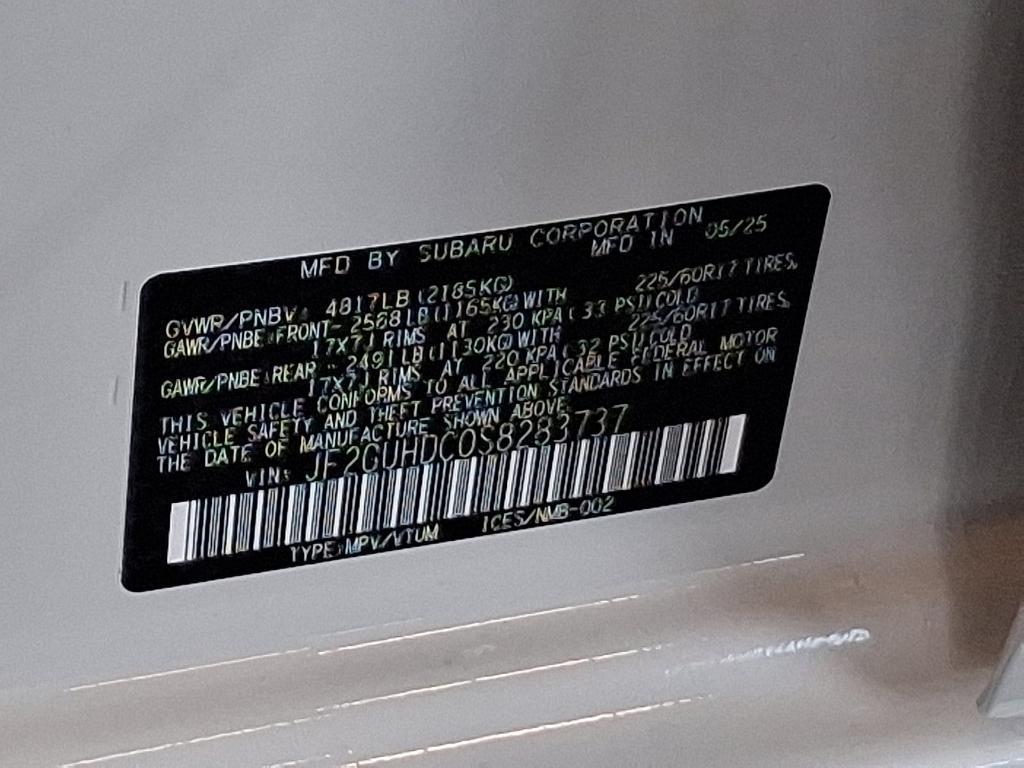 MFD BY SUBARU CORPORATION
MFD IN 05/25
GVWR/PNBV: 4817LB(2185KG)
GAWR/PNBE:FRONT- 2568LB(1165KG)WITH 225/60R17 TIRES,
17X7J RIMS AT 230 KPA(33 PSI)COLD
GAWR/PNBE:REAR - 2491LB(1130KG)WITH 225/60R17 TIRES,
17X7J RIMS AT 220 KPA(32 PSI)COLD
THIS VEHICLE CONFORMS TO ALL APPLICABLE FEDERAL MOTOR
VEHICLE SAFETY AND THEFT PREVENTION STANDARDS IN EFFECT ON
THE DATE OF MANUFACTURE SHOWN ABOVE.
VIN: JF2GUHDC0S8283737
TYPE:MPV/VTUM ICES/NMB-002